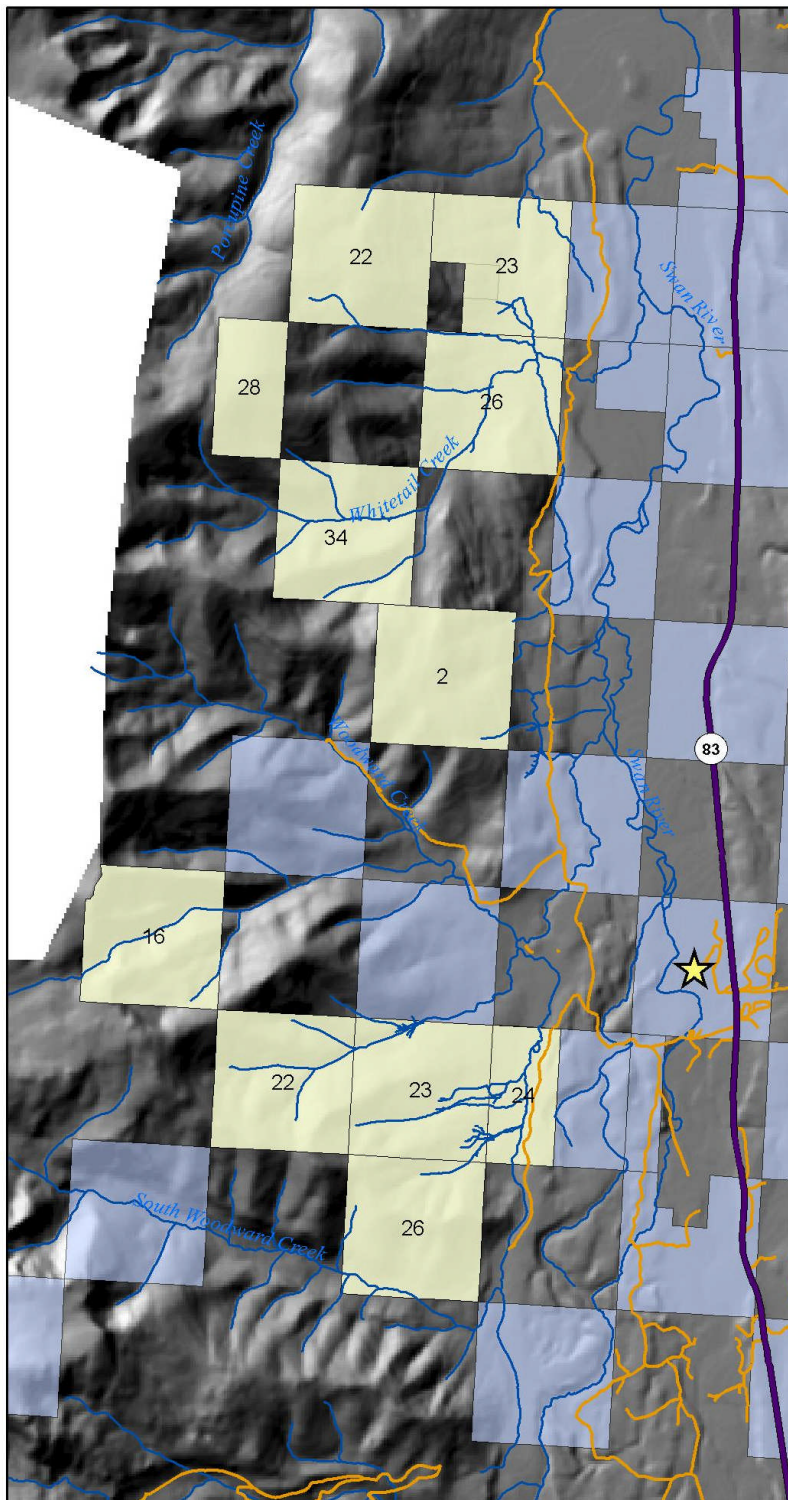 Porcupine Creek
22
23
Swan River
28
26
Whitetail Creek
34
2
Woodward Creek
83
Swan River
16
22
23
24
26
South Woodward Creek